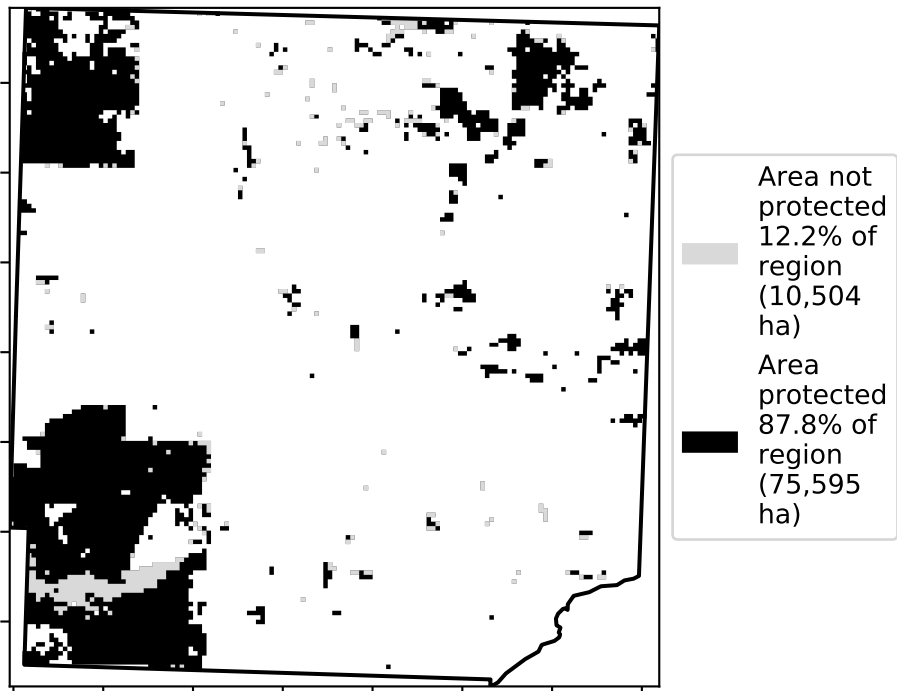 Area not
protected
12.2% of
region
(10,504
ha)
Area
protected
87.8% of
region
(75,595
ha)